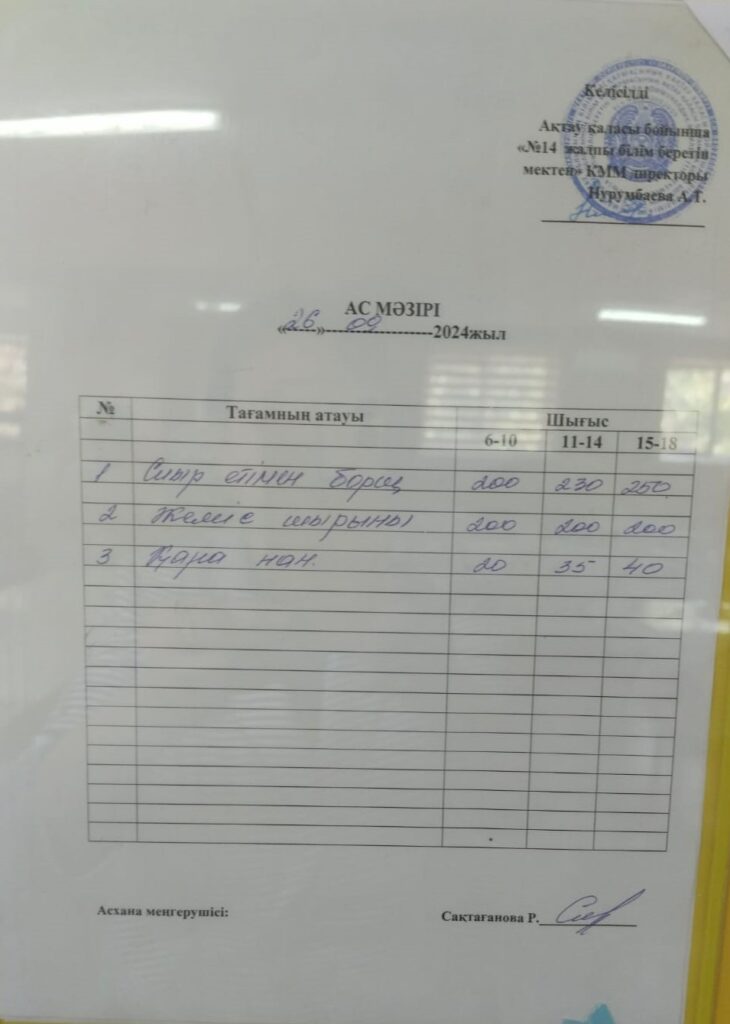 Келісілді
Ақтау қаласы бойынша
«№14 жалпы білім беретін
мектеп» КММ директоры
Нурумбаева А.Т.
АС МӘЗІРІ
«26» 09 2024жыл
№ Тағамның атауы Шығыс
6-10 11-14 15-18
1 Сиыр етімен борщ 200 230 250
2 Жеміс шырыны 200 200 200
3 Қара нан. 20 35 40
Асхана меңгерушісі: Сақтағанова Р.